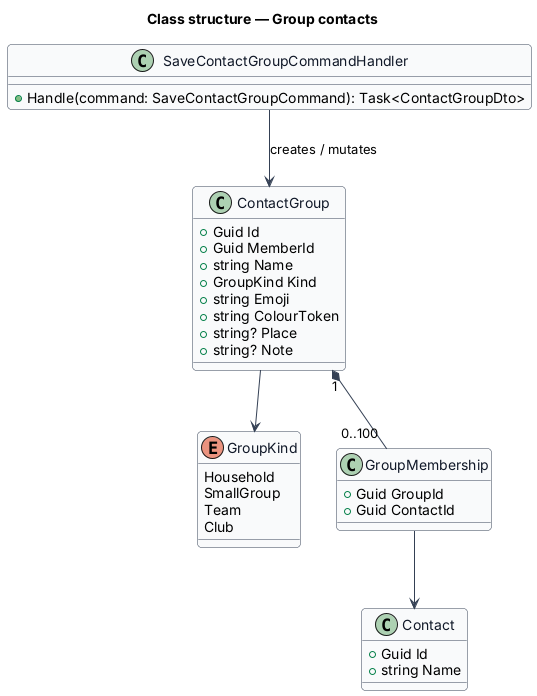 Class structure — Group contacts
C SaveContactGroupCommandHandler
Handle(command: SaveContactGroupCommand): Task<ContactGroupDto>
creates / mutates
C ContactGroup
Guid Id
Guid MemberId
string Name
GroupKind Kind
string Emoji
string ColourToken
string? Place
string? Note
1
0..100
E GroupKind
Household
SmallGroup
Team
Club
C GroupMembership
Guid GroupId
Guid ContactId
C Contact
Guid Id
string Name